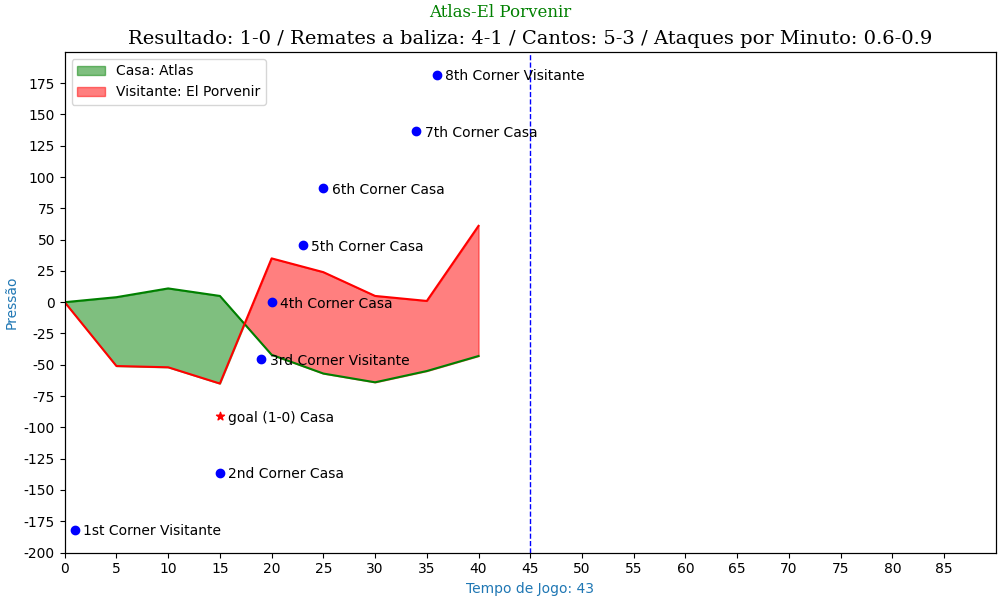 Atlas-El Porvenir
Resultado: 1-0 / Remates a baliza: 4-1 / Cantos: 5-3 / Ataques por Minuto: 0.6-0.9
Casa: Atlas
Visitante: El Porvenir
8th Corner Visitante
7th Corner Casa
6th Corner Casa
5th Corner Casa
4th Corner Casa
3rd Corner Visitante
goal (1-0) Casa
2nd Corner Casa
1st Corner Visitante
Pressão
175
150
125
100
75
50
25
0
-25
-50
-75
-100
-125
-150
-175
-200
0 5 10 15 20 25 30 35 40 45 50 55 60 65 70 75 80 85
Tempo de Jogo: 43